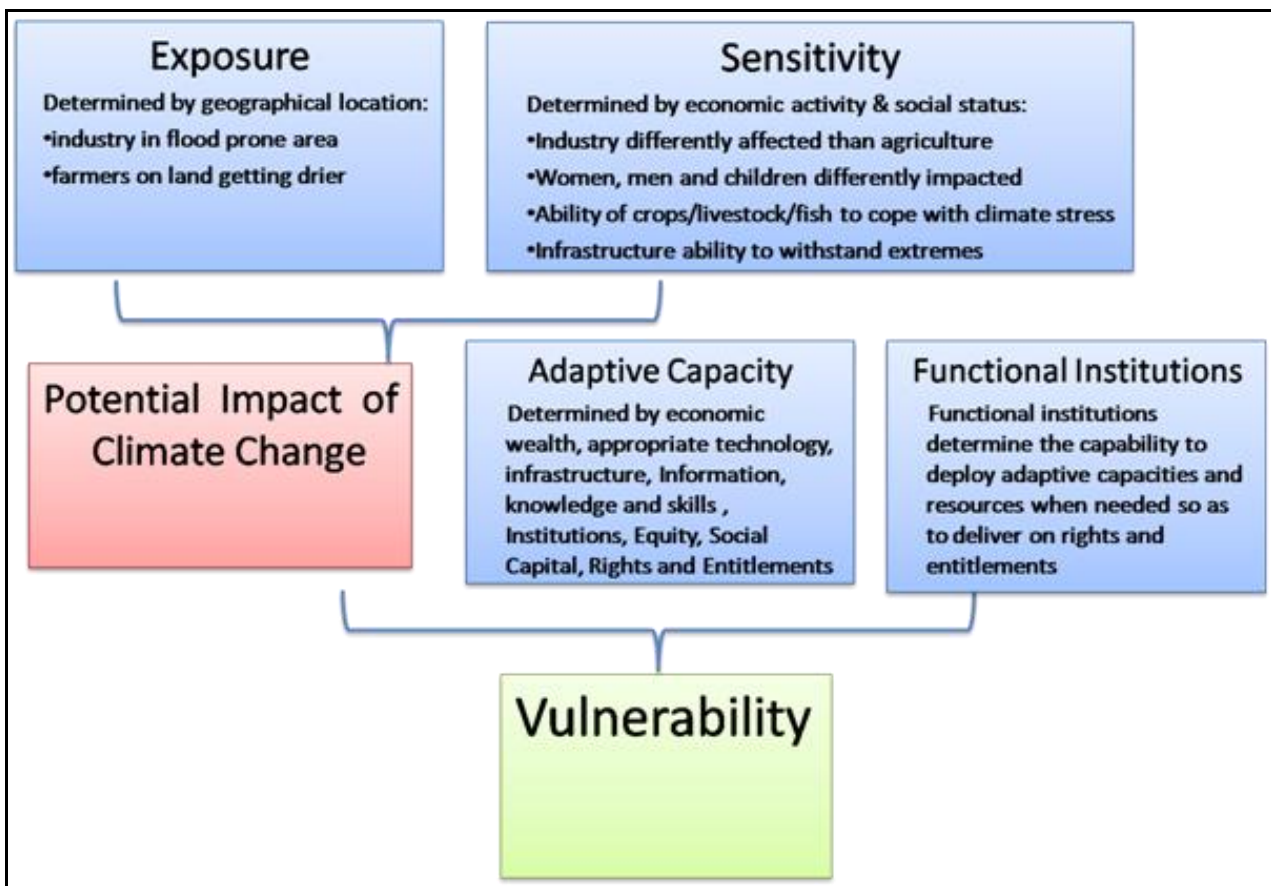 Exposure
Determined by geographical location:
•industry in flood prone area
•farmers on land getting drier
Sensitivity
Determined by economic activity & social status:
•Industry differently affected than agriculture
•Women, men and children differently impacted
•Ability of crops/livestock/fish to cope with climate stress
•Infrastructure ability to withstand extremes
Potential Impact of
Climate Change
Adaptive Capacity
Determined by economic
wealth, appropriate technology,
infrastructure, Information,
knowledge and skills ,
Institutions, Equity, Social
Capital, Rights and Entitlements
Functional Institutions
Functional institutions
determine the capability to
deploy adaptive capacities and
resources when needed so as
to deliver on rights and
entitlements
Vulnerability